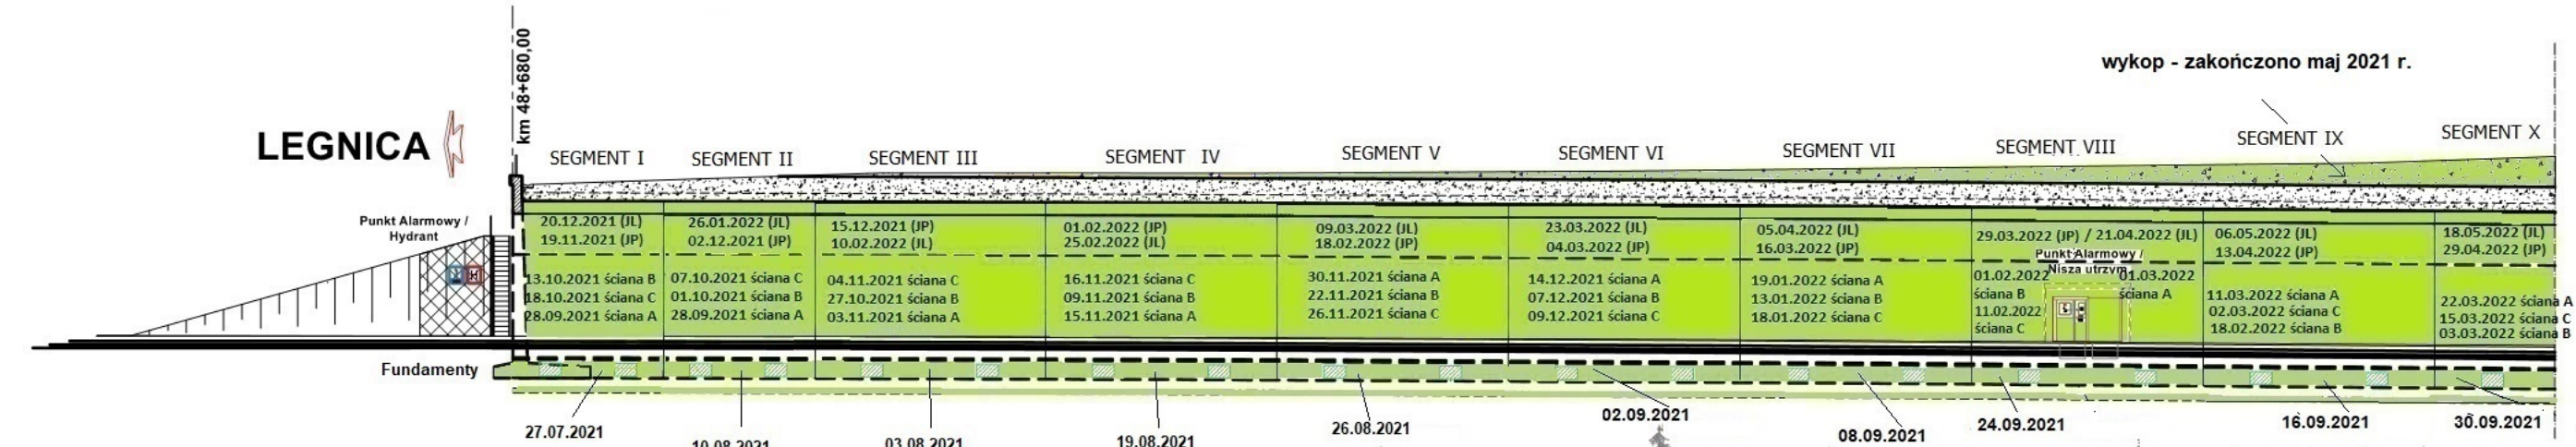 km 48+680,00
wykop - zakończono maj 2021 r.
LEGNICA
SEGMENT I
SEGMENT II
SEGMENT III
SEGMENT IV
SEGMENT V
SEGMENT VI
SEGMENT VII
SEGMENT VIII
SEGMENT IX
SEGMENT X
Punkt Alarmowy /
Hydrant
20.12.2021 (JL)
19.11.2021 (JP)
13.10.2021 ściana B
18.10.2021 ściana C
28.09.2021 ściana A
26.01.2022 (JL)
02.12.2021 (JP)
07.10.2021 ściana C
01.10.2021 ściana B
28.09.2021 ściana A
15.12.2021 (JP)
10.02.2022 (JL)
04.11.2021 ściana C
27.10.2021 ściana B
03.11.2021 ściana A
01.02.2022 (JP)
25.02.2022 (JL)
16.11.2021 ściana C
09.11.2021 ściana B
15.11.2021 ściana A
09.03.2022 (JL)
18.02.2022 (JP)
30.11.2021 ściana A
22.11.2021 ściana B
26.11.2021 ściana C
23.03.2022 (JL)
04.03.2022 (JP)
14.12.2021 ściana A
07.12.2021 ściana B
09.12.2021 ściana C
05.04.2022 (JL)
16.03.2022 (JP)
19.01.2022 ściana A
13.01.2022 ściana B
18.01.2022 ściana C
29.03.2022 (JP) / 21.04.2022 (JL)
Punkt Alarmowy /
Nisza utrzym.
01.02.2022
ściana B
11.02.2022
ściana C
01.03.2022
ściana A
06.05.2022 (JL)
13.04.2022 (JP)
11.03.2022 ściana A
02.03.2022 ściana C
18.02.2022 ściana B
18.05.2022 (JL)
29.04.2022 (JP)
22.03.2022 ściana A
15.03.2022 ściana C
03.03.2022 ściana B
Fundamenty
27.07.2021
10.08.2021
03.08.2021
19.08.2021
26.08.2021
02.09.2021
08.09.2021
24.09.2021
16.09.2021
30.09.2021